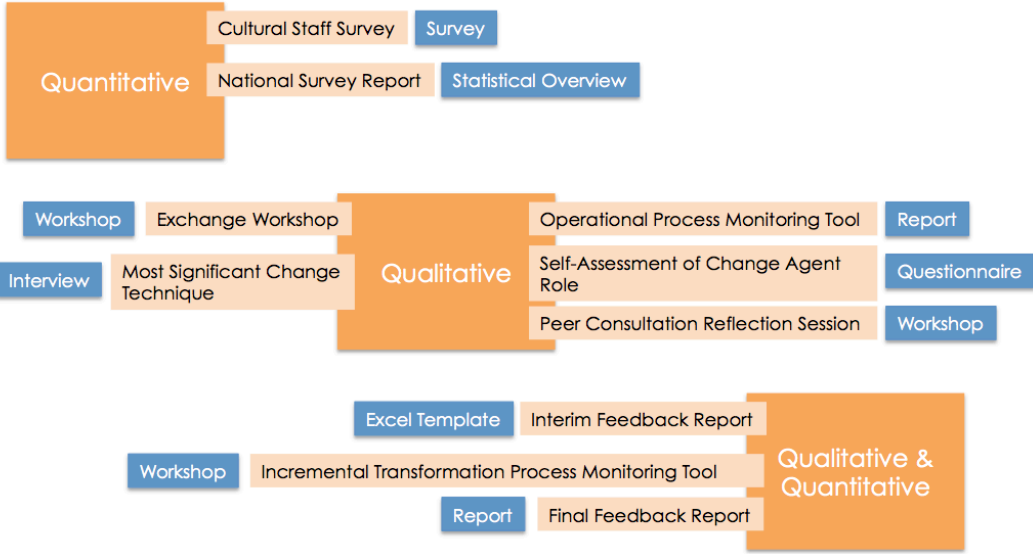 Cultural Staff Survey
Survey
Quantitative
National Survey Report
Statistical Overview
Workshop
Exchange Workshop
Interview
Most Significant Change
Technique
Qualitative
Operational Process Monitoring Tool
Report
Self-Assessment of Change Agent
Role
Questionnaire
Peer Consultation Reflection Session
Workshop
Excel Template
Interim Feedback Report
Workshop
Incremental Transformation Process Monitoring Tool
Report
Final Feedback Report
Qualitative &
Quantitative